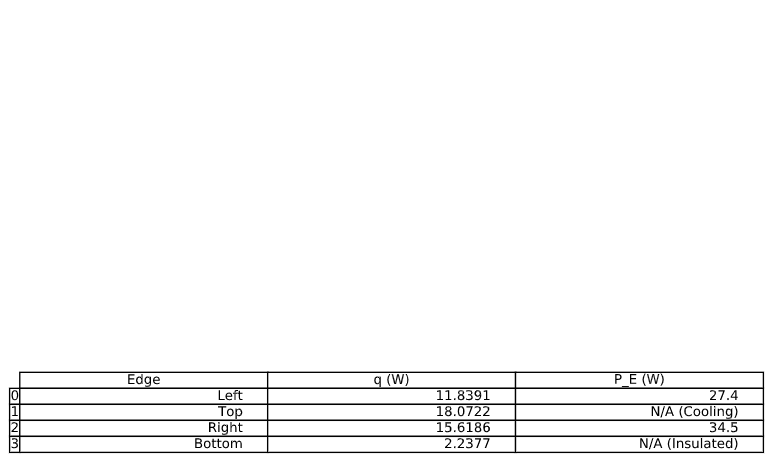 Edge q (W) P_E (W)
0 Left 11.8391 27.4
1 Top 18.0722 N/A (Cooling)
2 Right 15.6186 34.5
3 Bottom 2.2377 N/A (Insulated)